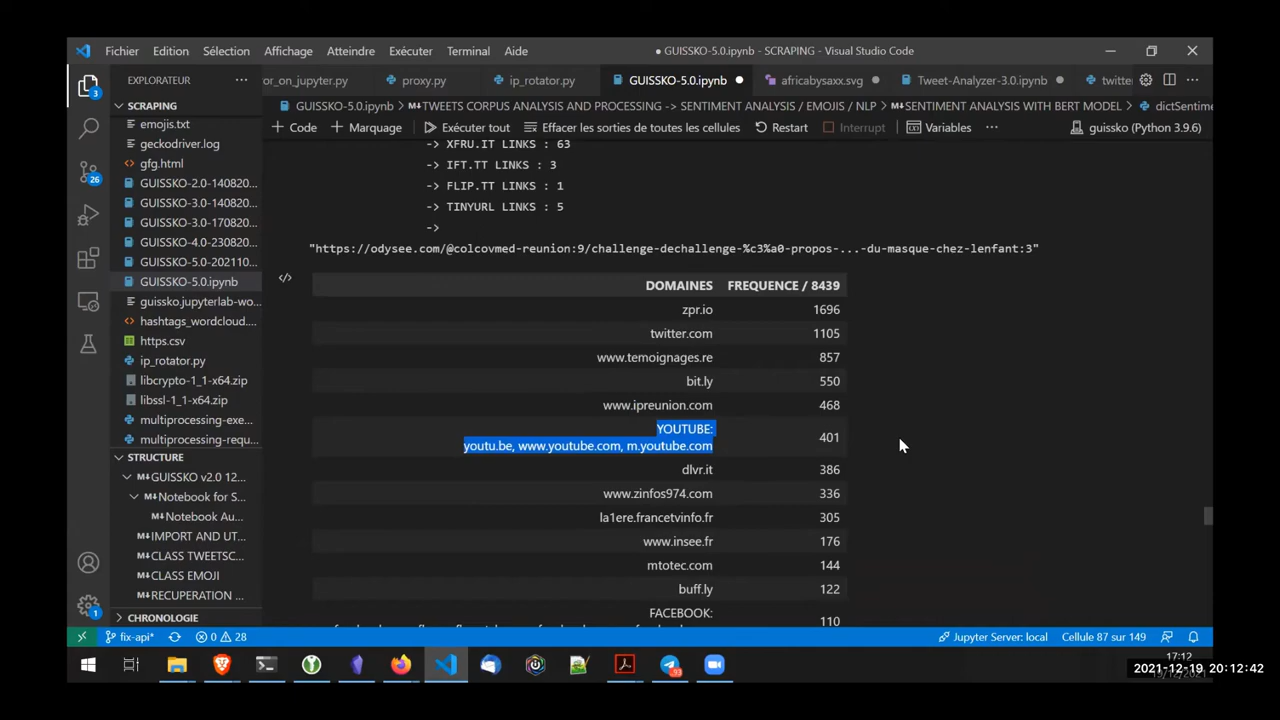 Fichier Edition Sélection Affichage Atteindre Exécuter Terminal Aide
● GUISSKO-5.0.ipynb - SCRAPING - Visual Studio Code
EXPLORATEUR
or_on_jupyter.py proxy.py ip_rotator.py GUISSKO-5.0.ipynb africabysaxx.svg Tweet-Analyzer-3.0.ipynb twitte
SCRAPING
GUISSKO-5.0.ipynb > M↓TWEETS CORPUS ANALYSIS AND PROCESSING -> SENTIMENT ANALYSIS / EMOJIS / NLP > M↓SENTIMENT ANALYSIS WITH BERT MODEL > dictSentime
+ Code + Marquage Exécuter tout Effacer les sorties de toutes les cellules Restart Interrupt Variables ... guissko (Python 3.9.6)
emojis.txt
geckodriver.log
gfg.html
GUISSKO-2.0-140820...
GUISSKO-3.0-140820...
GUISSKO-3.0-170820...
GUISSKO-4.0-230820...
GUISSKO-5.0-202110...
GUISSKO-5.0.ipynb
guissko.jupyterlab-wo...
hashtags_wordcloud...
https.csv
ip_rotator.py
libcrypto-1_1-x64.zip
libssl-1_1-x64.zip
multiprocessing-exe...
multiprocessing-requ...
STRUCTURE
GUISSKO v2.0 12...
M↓Notebook for S...
M↓Notebook Au...
M↓IMPORT AND UT...
M↓CLASS TWEETSC...
M↓CLASS EMOJI
M↓RECUPERATION ...
CHRONOLOGIE
-> XFRU.IT LINKS : 63
-> IFT.TT LINKS : 3
-> FLIP.TT LINKS : 1
-> TINYURL LINKS : 5
->
"https://odysee.com/@colcovmed-reunion:9/challenge-dechallenge-%c3%a0-propos-...-du-masque-chez-lenfant:3"
DOMAINES FREQUENCE / 8439
zpr.io 1696
twitter.com 1105
www.temoignages.re 857
bit.ly 550
www.ipreunion.com 468
YOUTUBE:
youtu.be, www.youtube.com, m.youtube.com 401
dlvr.it 386
www.zinfos974.com 336
la1ere.francetvinfo.fr 305
www.insee.fr 176
mtotec.com 144
buff.ly 122
FACEBOOK:
110
3
26
1
fix-api* 0 28 Jupyter Server: local Cellule 87 sur 149
93
17:12
2021-12-19 20:12:42